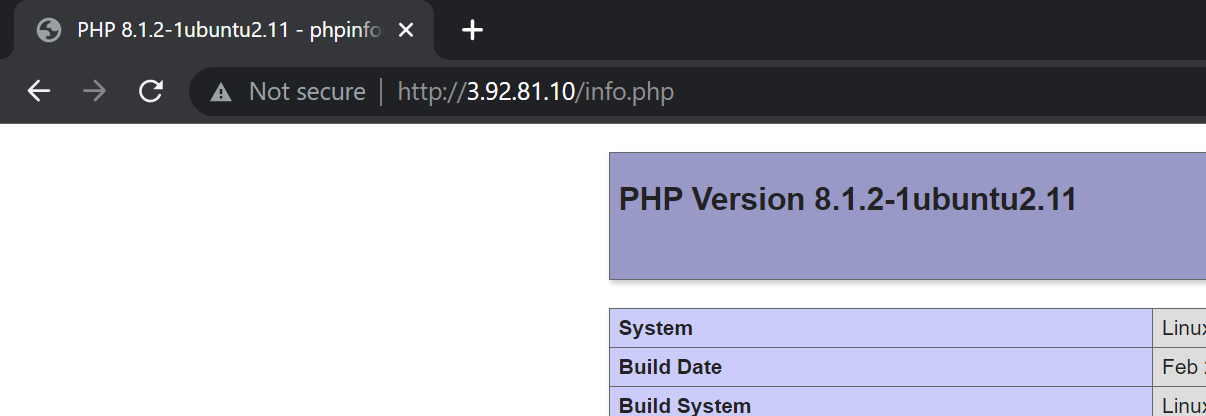 PHP 8.1.2-1ubuntu2.11 - phpinfo
Not secure | http://3.92.81.10/info.php
PHP Version 8.1.2-1ubuntu2.11
System Linux
Build Date Feb
Build System Linux